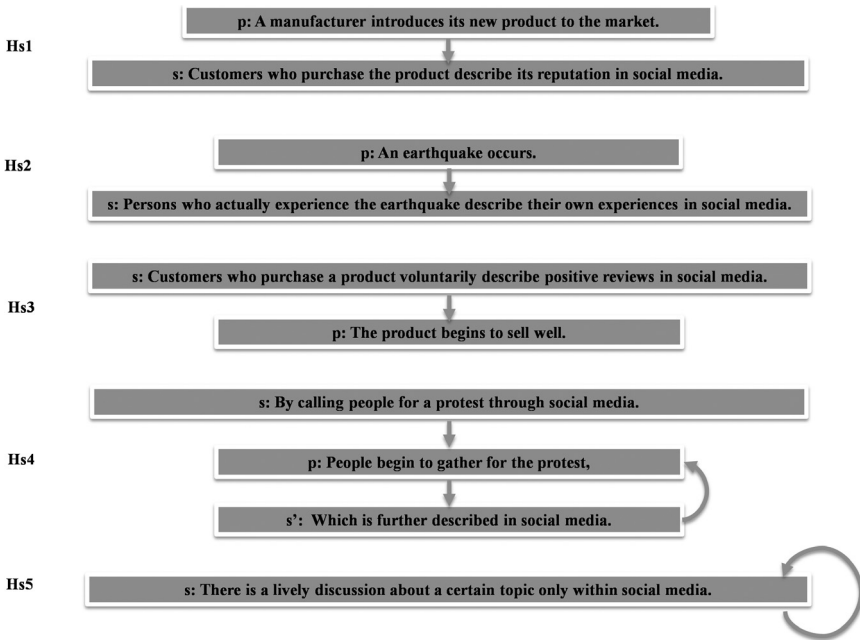 Hs1
p: A manufacturer introduces its new product to the market.
s: Customers who purchase the product describe its reputation in social media.
Hs2
p: An earthquake occurs.
s: Persons who actually experience the earthquake describe their own experiences in social media.
Hs3
s: Customers who purchase a product voluntarily describe positive reviews in social media.
p: The product begins to sell well.
Hs4
s: By calling people for a protest through social media.
p: People begin to gather for the protest,
s’: Which is further described in social media.
Hs5
s: There is a lively discussion about a certain topic only within social media.